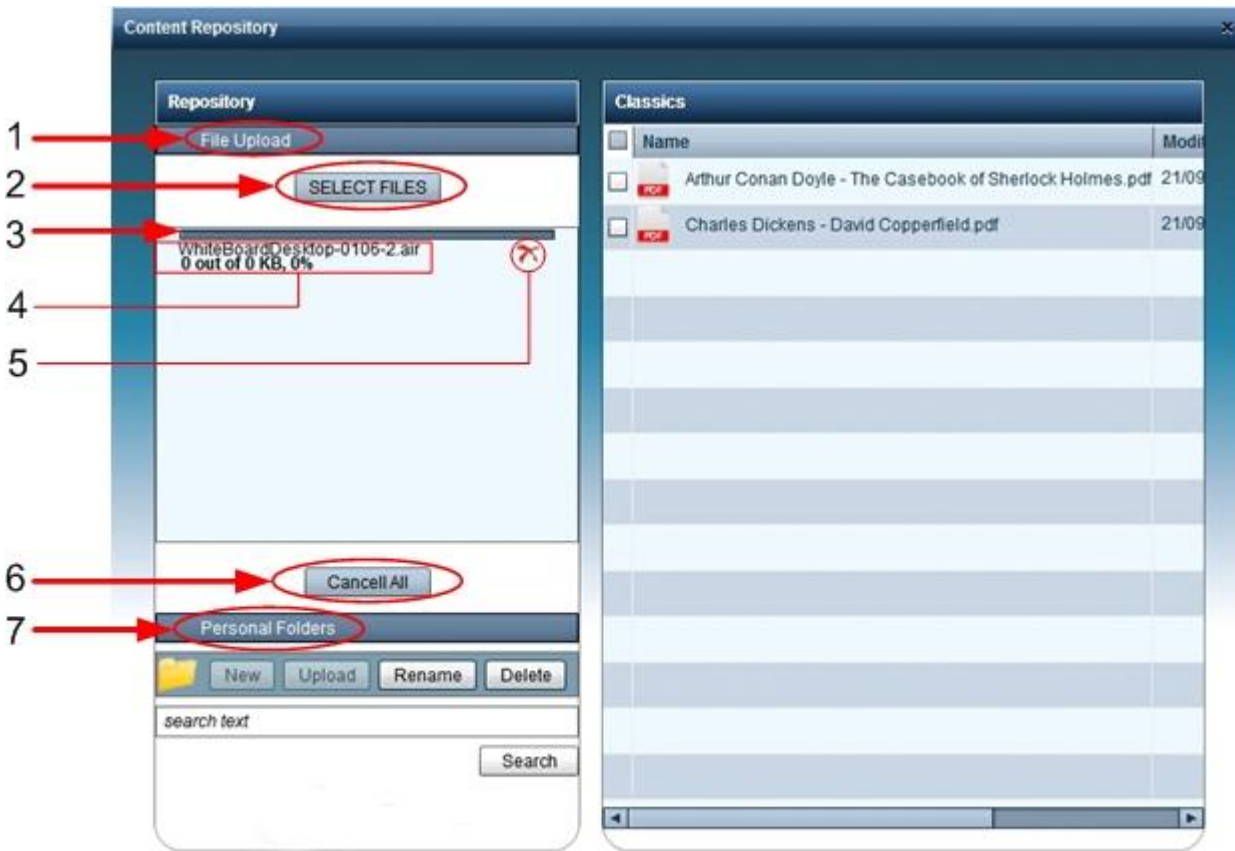 Content Repository
Repository
1
File Upload
2
SELECT FILES
3
WhiteBoardDesktop-0106-2.air
0 out of 0 KB, 0%
4
5
6
Cancell All
7
Personal Folders
New Upload Rename Delete
search text
Search
Classics
Name Modif
PDF Arthur Conan Doyle - The Casebook of Sherlock Holmes.pdf 21/09
PDF Charles Dickens - David Copperfield.pdf 21/09